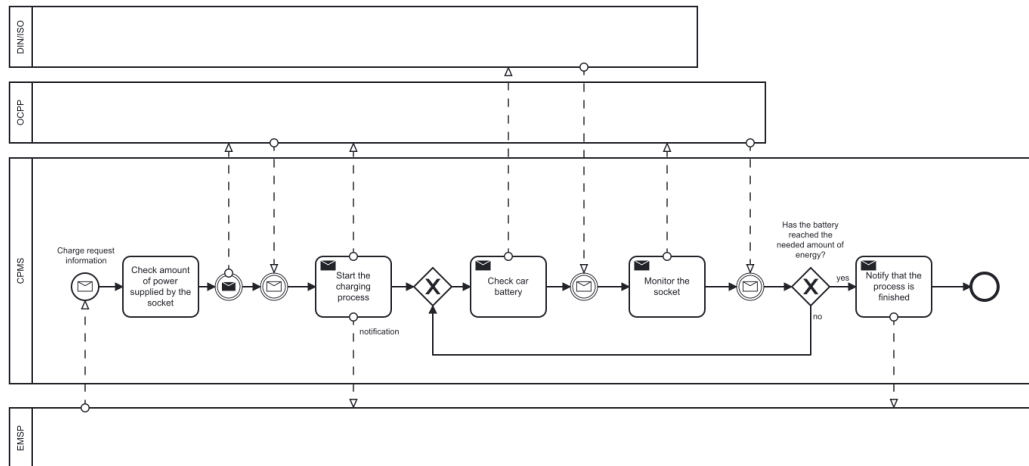 DIN/ISO
OCPP
CPMS
Charge request
information
Check amount
of power
supplied by the
socket
Start the
charging
process
notification
Check car
battery
Monitor the
socket
Has the battery
reached the
needed amount of
energy?
yes
no
Notify that the
process is
finished
EMSP